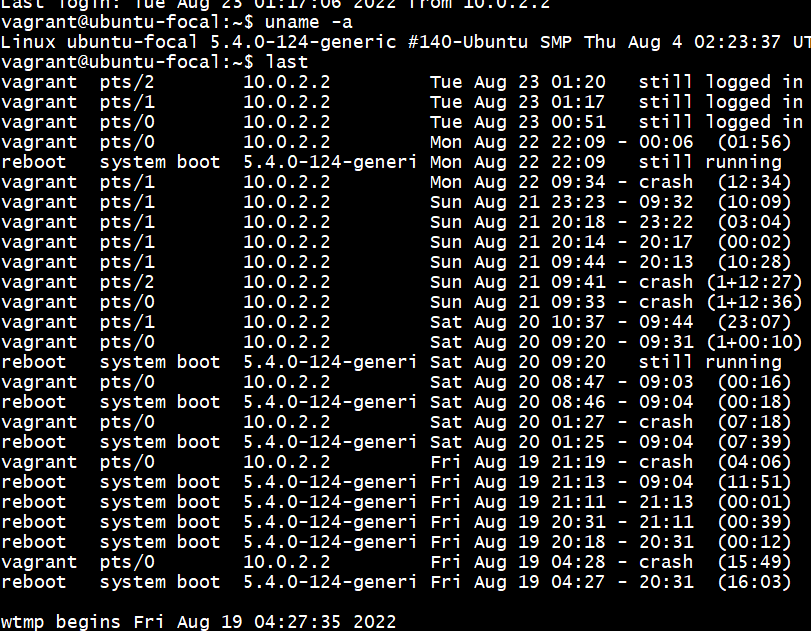 Last login: Tue Aug 23 01:17:06 2022 from 10.0.2.2
vagrant@ubuntu-focal:~$ uname -a
Linux ubuntu-focal 5.4.0-124-generic #140-Ubuntu SMP Thu Aug 4 02:23:37 UT
vagrant@ubuntu-focal:~$ last
vagrant  pts/2        10.0.2.2         Tue Aug 23 01:20   still logged in
vagrant  pts/1        10.0.2.2         Tue Aug 23 01:17   still logged in
vagrant  pts/0        10.0.2.2         Tue Aug 23 00:51   still logged in
vagrant  pts/0        10.0.2.2         Mon Aug 22 22:09 - 00:06  (01:56)
reboot   system boot  5.4.0-124-generi Mon Aug 22 22:09   still running
vagrant  pts/1        10.0.2.2         Mon Aug 22 09:34 - crash  (12:34)
vagrant  pts/1        10.0.2.2         Sun Aug 21 23:23 - 09:32  (10:09)
vagrant  pts/1        10.0.2.2         Sun Aug 21 20:18 - 23:22  (03:04)
vagrant  pts/1        10.0.2.2         Sun Aug 21 20:14 - 20:17  (00:02)
vagrant  pts/1        10.0.2.2         Sun Aug 21 09:44 - 20:13  (10:28)
vagrant  pts/2        10.0.2.2         Sun Aug 21 09:41 - crash (1+12:27)
vagrant  pts/0        10.0.2.2         Sun Aug 21 09:33 - crash (1+12:36)
vagrant  pts/1        10.0.2.2         Sat Aug 20 10:37 - 09:44  (23:07)
vagrant  pts/0        10.0.2.2         Sat Aug 20 09:20 - 09:31 (1+00:10)
reboot   system boot  5.4.0-124-generi Sat Aug 20 09:20   still running
vagrant  pts/0        10.0.2.2         Sat Aug 20 08:47 - 09:03  (00:16)
reboot   system boot  5.4.0-124-generi Sat Aug 20 08:46 - 09:04  (00:18)
vagrant  pts/0        10.0.2.2         Sat Aug 20 01:27 - crash  (07:18)
reboot   system boot  5.4.0-124-generi Sat Aug 20 01:25 - 09:04  (07:39)
vagrant  pts/0        10.0.2.2         Fri Aug 19 21:19 - crash  (04:06)
reboot   system boot  5.4.0-124-generi Fri Aug 19 21:13 - 09:04  (11:51)
reboot   system boot  5.4.0-124-generi Fri Aug 19 21:11 - 21:13  (00:01)
reboot   system boot  5.4.0-124-generi Fri Aug 19 20:31 - 21:11  (00:39)
reboot   system boot  5.4.0-124-generi Fri Aug 19 20:18 - 20:31  (00:12)
vagrant  pts/0        10.0.2.2         Fri Aug 19 04:28 - crash  (15:49)
reboot   system boot  5.4.0-124-generi Fri Aug 19 04:27 - 20:31  (16:03)
wtmp begins Fri Aug 19 04:27:35 2022